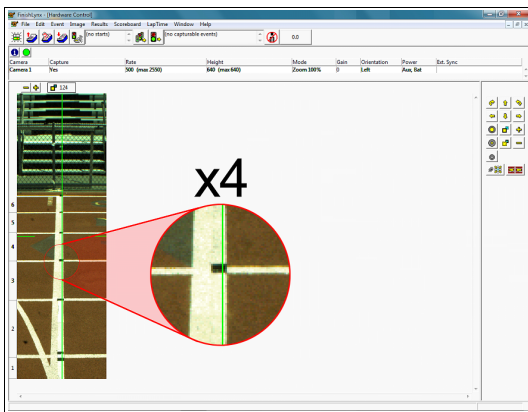 FinishLynx - [Hardware Control]
File Edit Event Image Results Scoreboard LapTime Window Help
[no starts]
[no capturable events]
0.0
Camera Capture Rate Height Mode Gain Orientation Power Ext. Sync
Camera 1 Yes 500 (max 2550) 640 (max 640) Zoom 100% 0 Left Aux, Bat
124
x4
6
5
4
3
2
1